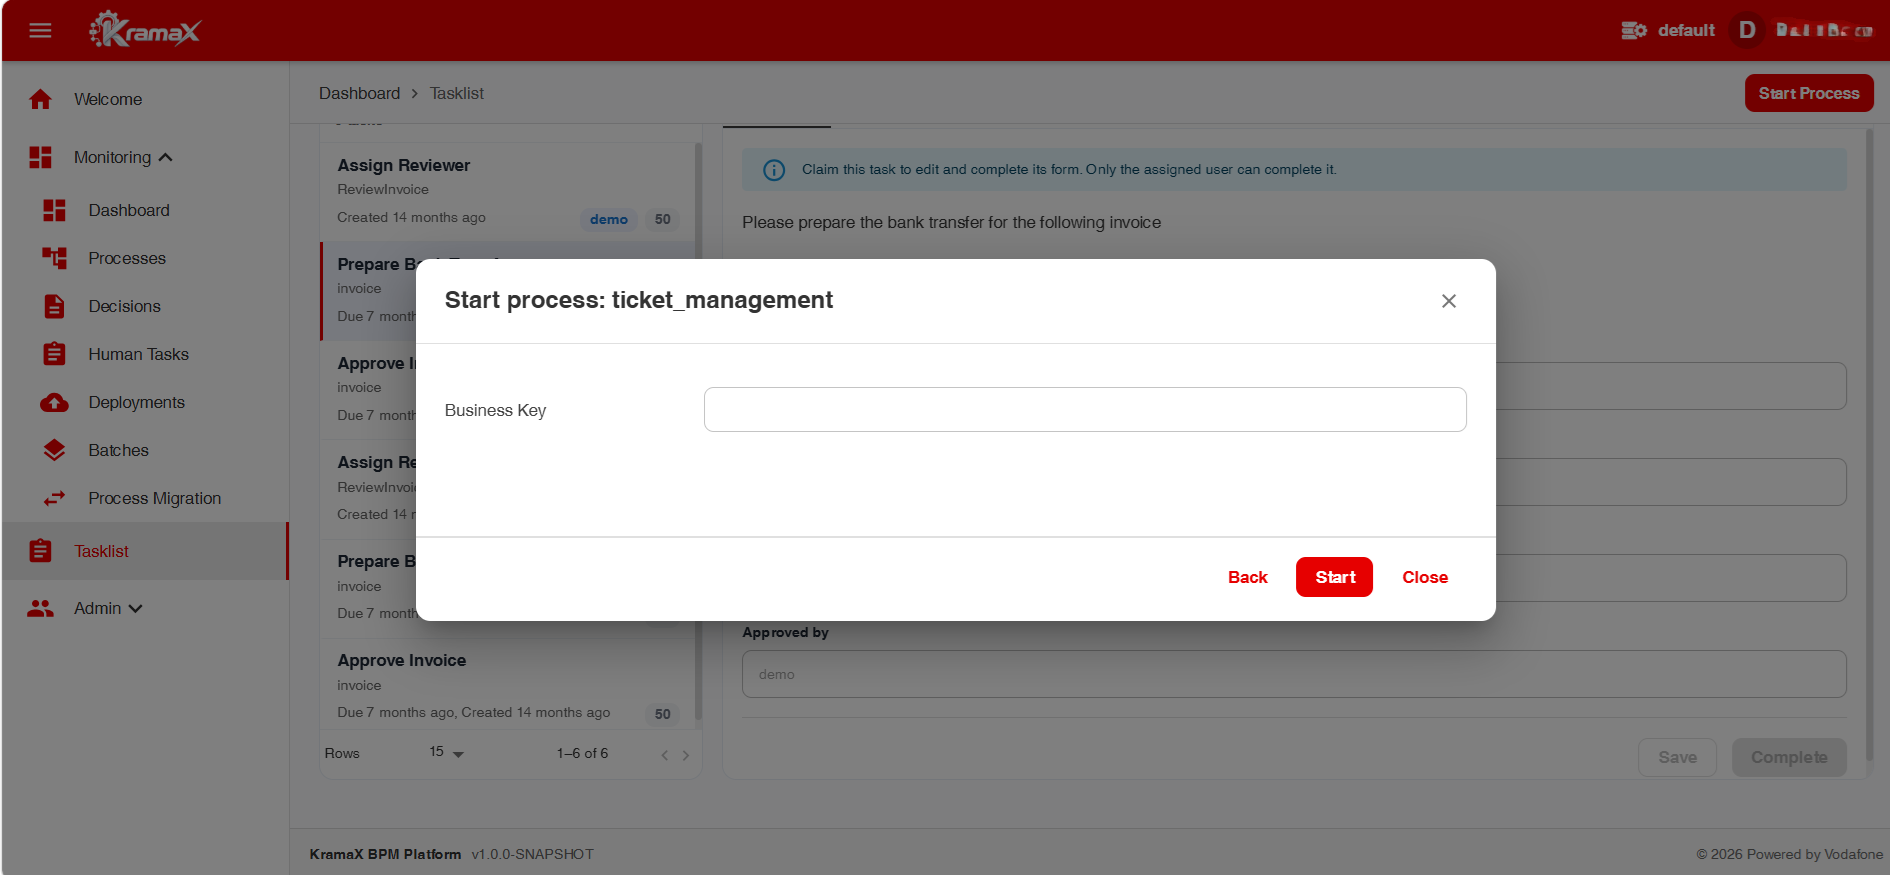 KramaX
default
D
Welcome
Monitoring
Dashboard
Processes
Decisions
Human Tasks
Deployments
Batches
Process Migration
Tasklist
Admin
Dashboard > Tasklist
Start Process
Assign Reviewer
ReviewInvoice
Created 14 months ago
demo
50
Prepare B
invoice
Due 7 month
Approve I
invoice
Due 7 month
Assign Re
ReviewInvoi
Created 14 r
Prepare B
invoice
Due 7 month
Approve Invoice
invoice
Due 7 months ago, Created 14 months ago
50
Rows
15
1–6 of 6
Claim this task to edit and complete its form. Only the assigned user can complete it.
Please prepare the bank transfer for the following invoice
Start process: ticket_management
Business Key
Back
Start
Close
Approved by
demo
Save
Complete
KramaX BPM Platform v1.0.0-SNAPSHOT
© 2026 Powered by Vodafone